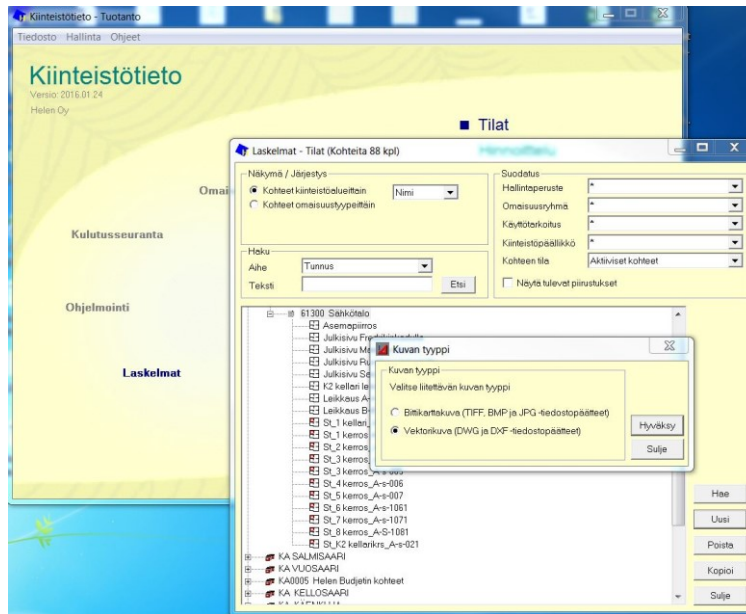 Kiinteistötieto - Tuotanto
Tiedosto Hallinta Ohjeet
Kiinteistötieto
Versio: 2016.01.24
Helen Oy
Tilat
Hinnoittelu
Kulutusseuranta
Ohjelmointi
Laskelmat
Laskelmat - Tilat (Kohteita 88 kpl)
Näkymä / Järjestys
Kohteet kiinteistöalueittain
Nimi
Kohteet omaisuustyypeittäin
Haku
Aihe
Tunnus
Teksti
Etsi
Suodatus
Hallintaperuste *
Omaisuusryhmä *
Käyttötarkoitus *
Kiinteistöpäällikkö *
Kohteen tila Aktiiviset kohteet
Näytä tulevat piirustukset
61300 Sähkötalo
Asemapiirros
Julkisivu
Julkisivu
Julkisivu
Julkisivu
K2 kellari
Leikkaus
Leikkaus
St_1 kellari
St_1 kerros
St_2 kerros
St_3 kerros
St_3 kerros
St_4 kerros_A-s-006
St_5 kerros_A-s-007
St_6 kerros_A-s-1061
St_7 kerros_A-s-1071
St_8 kerros_A-S-1081
St_K2 kellarikrs_A-s-021
KA SALMISAARI
KA VUOSAARI
KA0005 Helen Budjetin kohteet
KA KELLOSAARI
Kuvan tyyppi
Kuvan tyyppi
Valitse liitettävän kuvan tyyppi
Bittikarttakuva (TIFF, BMP ja JPG -tiedostopäätteet)
Vektorikuva (DWG ja DXF -tiedostopäätteet)
Hyväksy
Sulje
Hae
Uusi
Poista
Kopioi
Sulje